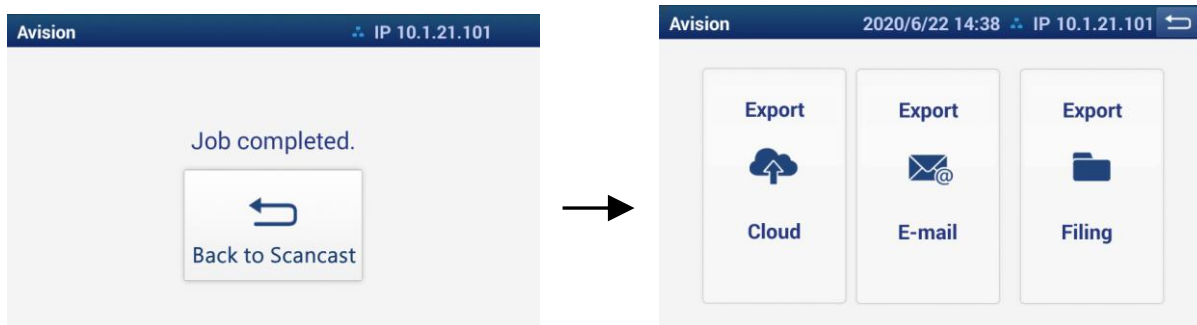 Avision IP 10.1.21.101
Job completed.
Back to Scancast
Avision 2020/6/22 14:38 IP 10.1.21.101
Export Export Export
@
Cloud E-mail Filing